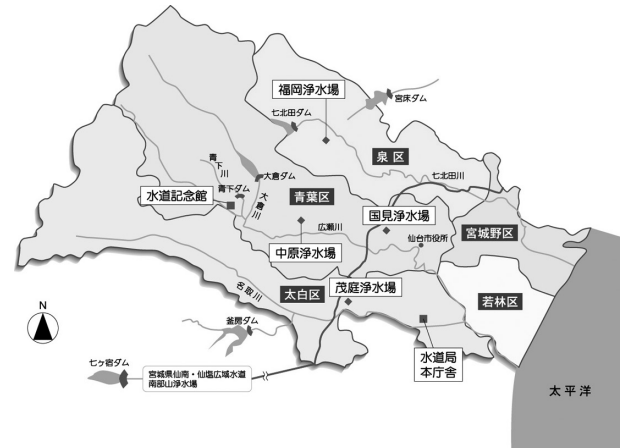 福岡浄水場
宮床ダム
七北田ダム
泉区
七北田川
青下川
大倉ダム
青下ダム
大倉川
水道記念館
青葉区
国見浄水場
広瀬川
仙台市役所
宮城野区
中原浄水場
太白区
茂庭浄水場
若林区
名取川
N
釜房ダム
水道局
本庁舎
七ヶ宿ダム
宮城県仙南・仙塩広域水道
南部山浄水場
太平洋